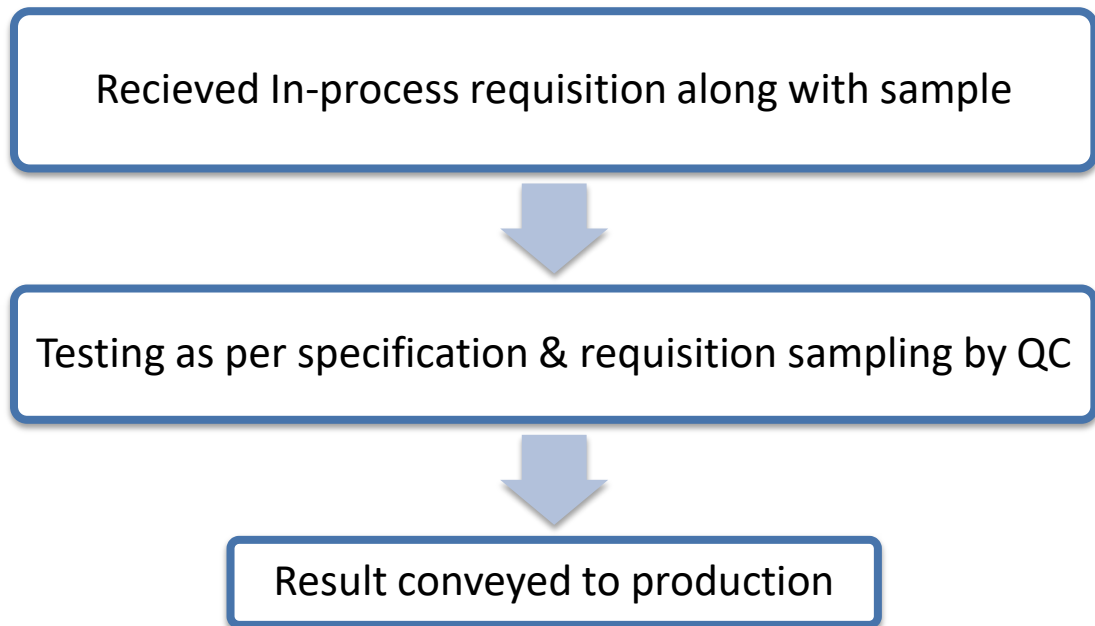 Recieved In-process requisition along with sample
Testing as per specification & requisition sampling by QC
Result conveyed to production